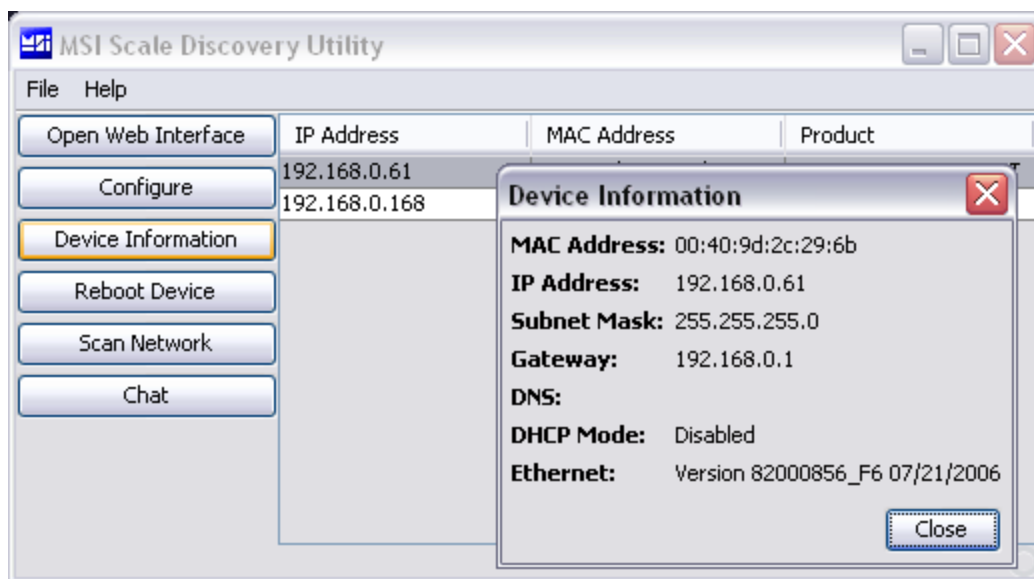 MSI Scale Discovery Utility
File Help
Open Web Interface
Configure
Device Information
Reboot Device
Scan Network
Chat
IP Address MAC Address Product
192.168.0.61
192.168.0.168
Device Information
MAC Address: 00:40:9d:2c:29:6b
IP Address: 192.168.0.61
Subnet Mask: 255.255.255.0
Gateway: 192.168.0.1
DNS:
DHCP Mode: Disabled
Ethernet: Version 82000856_F6 07/21/2006
Close